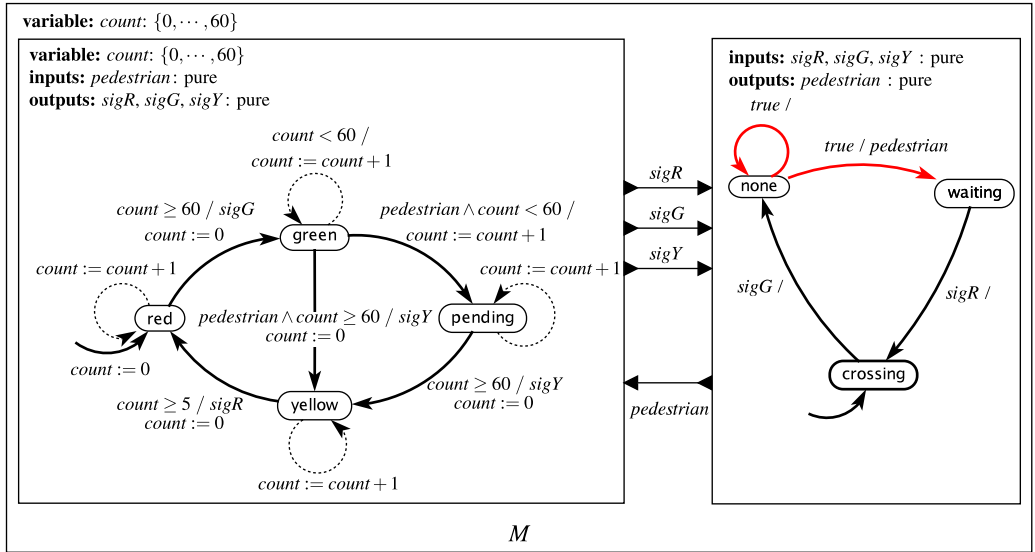 variable: count: {0, ⋯ , 60}
variable: count: {0, ⋯ , 60}
inputs: pedestrian: pure
outputs: sigR, sigG, sigY : pure
count < 60 /
count := count + 1
count ≥ 60 / sigG
count := 0
green
pedestrian ∧ count < 60 /
count := count + 1
count := count + 1
count := count + 1
red
pedestrian ∧ count ≥ 60 / sigY
count := 0
pending
count := 0
count ≥ 5 / sigR
count := 0
yellow
count ≥ 60 / sigY
count := 0
count := count + 1
sigR
sigG
sigY
pedestrian
inputs: sigR, sigG, sigY : pure
outputs: pedestrian : pure
true /
true / pedestrian
none
waiting
sigG /
sigR /
crossing
M